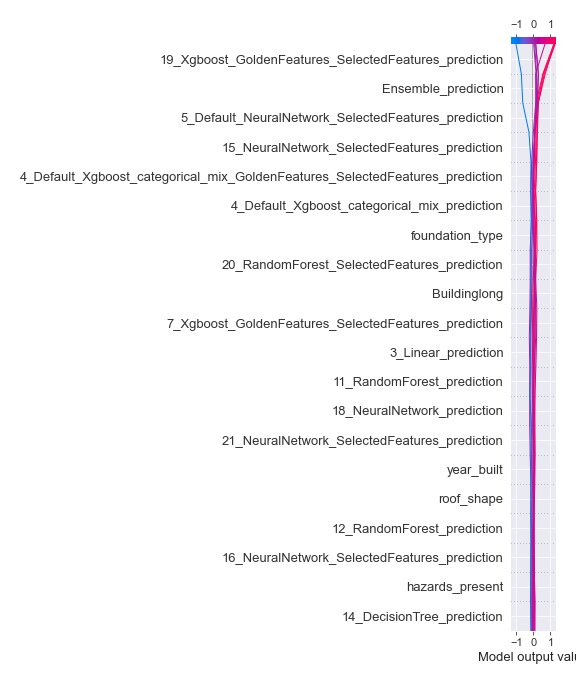 −1 0 1
19_Xgboost_GoldenFeatures_SelectedFeatures_prediction
Ensemble_prediction
5_Default_NeuralNetwork_SelectedFeatures_prediction
15_NeuralNetwork_SelectedFeatures_prediction
4_Default_Xgboost_categorical_mix_GoldenFeatures_SelectedFeatures_prediction
4_Default_Xgboost_categorical_mix_prediction
foundation_type
20_RandomForest_SelectedFeatures_prediction
Buildinglong
7_Xgboost_GoldenFeatures_SelectedFeatures_prediction
3_Linear_prediction
11_RandomForest_prediction
18_NeuralNetwork_prediction
21_NeuralNetwork_SelectedFeatures_prediction
year_built
roof_shape
12_RandomForest_prediction
16_NeuralNetwork_SelectedFeatures_prediction
hazards_present
14_DecisionTree_prediction
−1 0 1
Model output valu